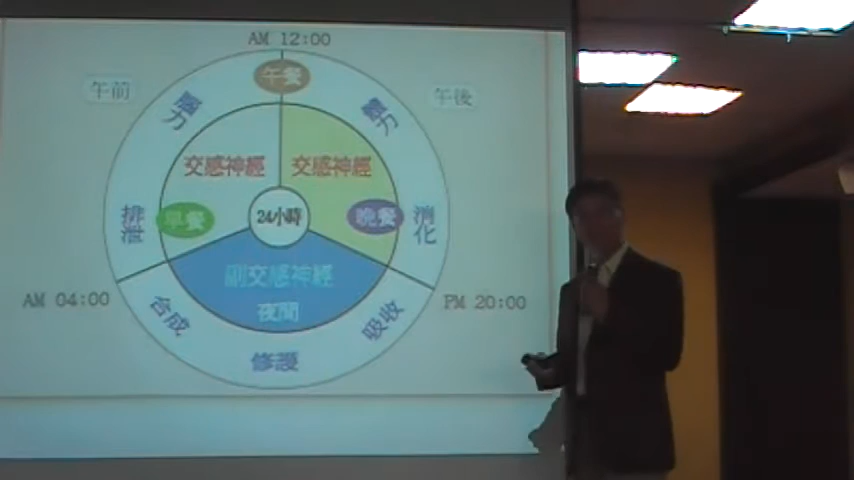 AM 12:00
午餐
午前
午後
腦力
體力
交感神經
交感神經
排泄
早餐
24小時
晚餐
消化
副交感神經
AM 04:00
PM 20:00
合成
夜間
吸收
修護